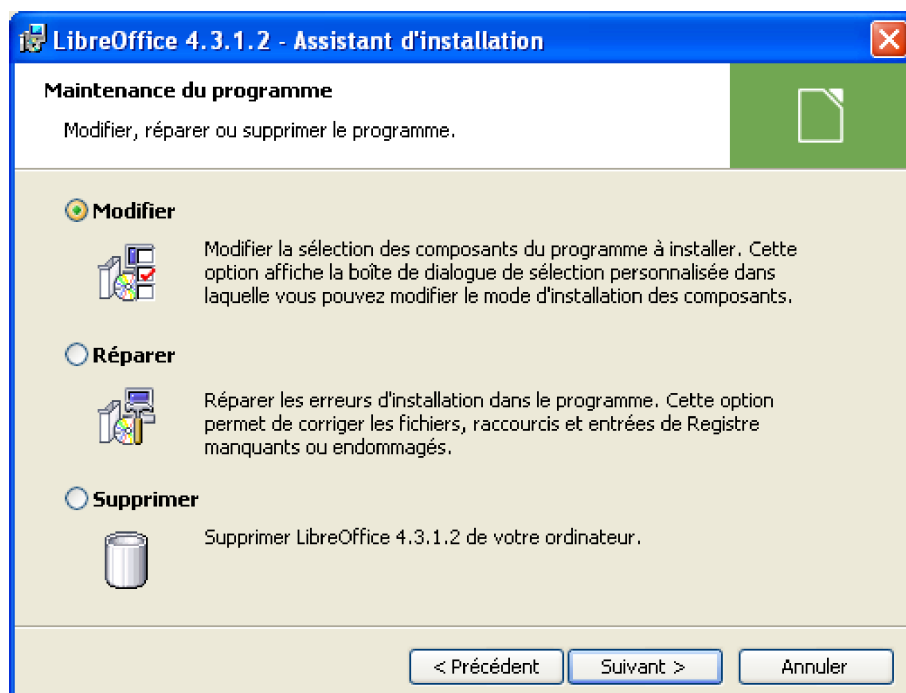 LibreOffice 4.3.1.2 - Assistant d'installation
Maintenance du programme
Modifier, réparer ou supprimer le programme.
Modifier
Modifier la sélection des composants du programme à installer. Cette
option affiche la boîte de dialogue de sélection personnalisée dans
laquelle vous pouvez modifier le mode d'installation des composants.
Réparer
Réparer les erreurs d'installation dans le programme. Cette option
permet de corriger les fichiers, raccourcis et entrées de Registre
manquants ou endommagés.
Supprimer
Supprimer LibreOffice 4.3.1.2 de votre ordinateur.
< Précédent Suivant > Annuler